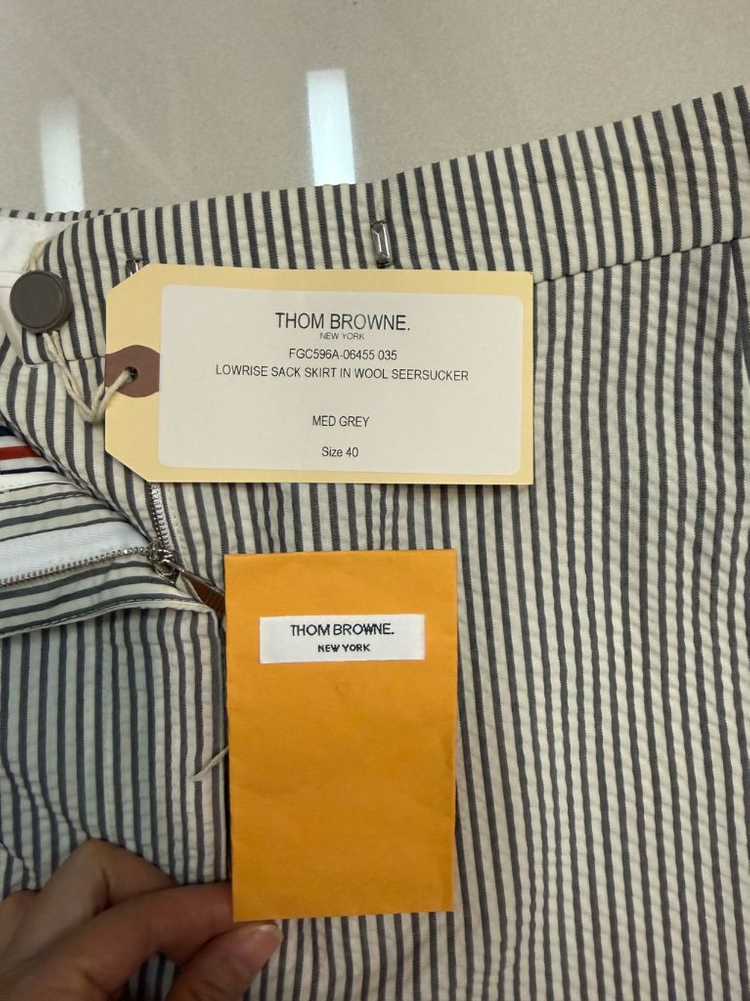 THOM BROWNE.
NEW YORK
FGC596A-06455 035
LOWRISE SACK SKIRT IN WOOL SEERSUCKER
MED GREY
Size 40
THOM BROWNE.
NEW YORK